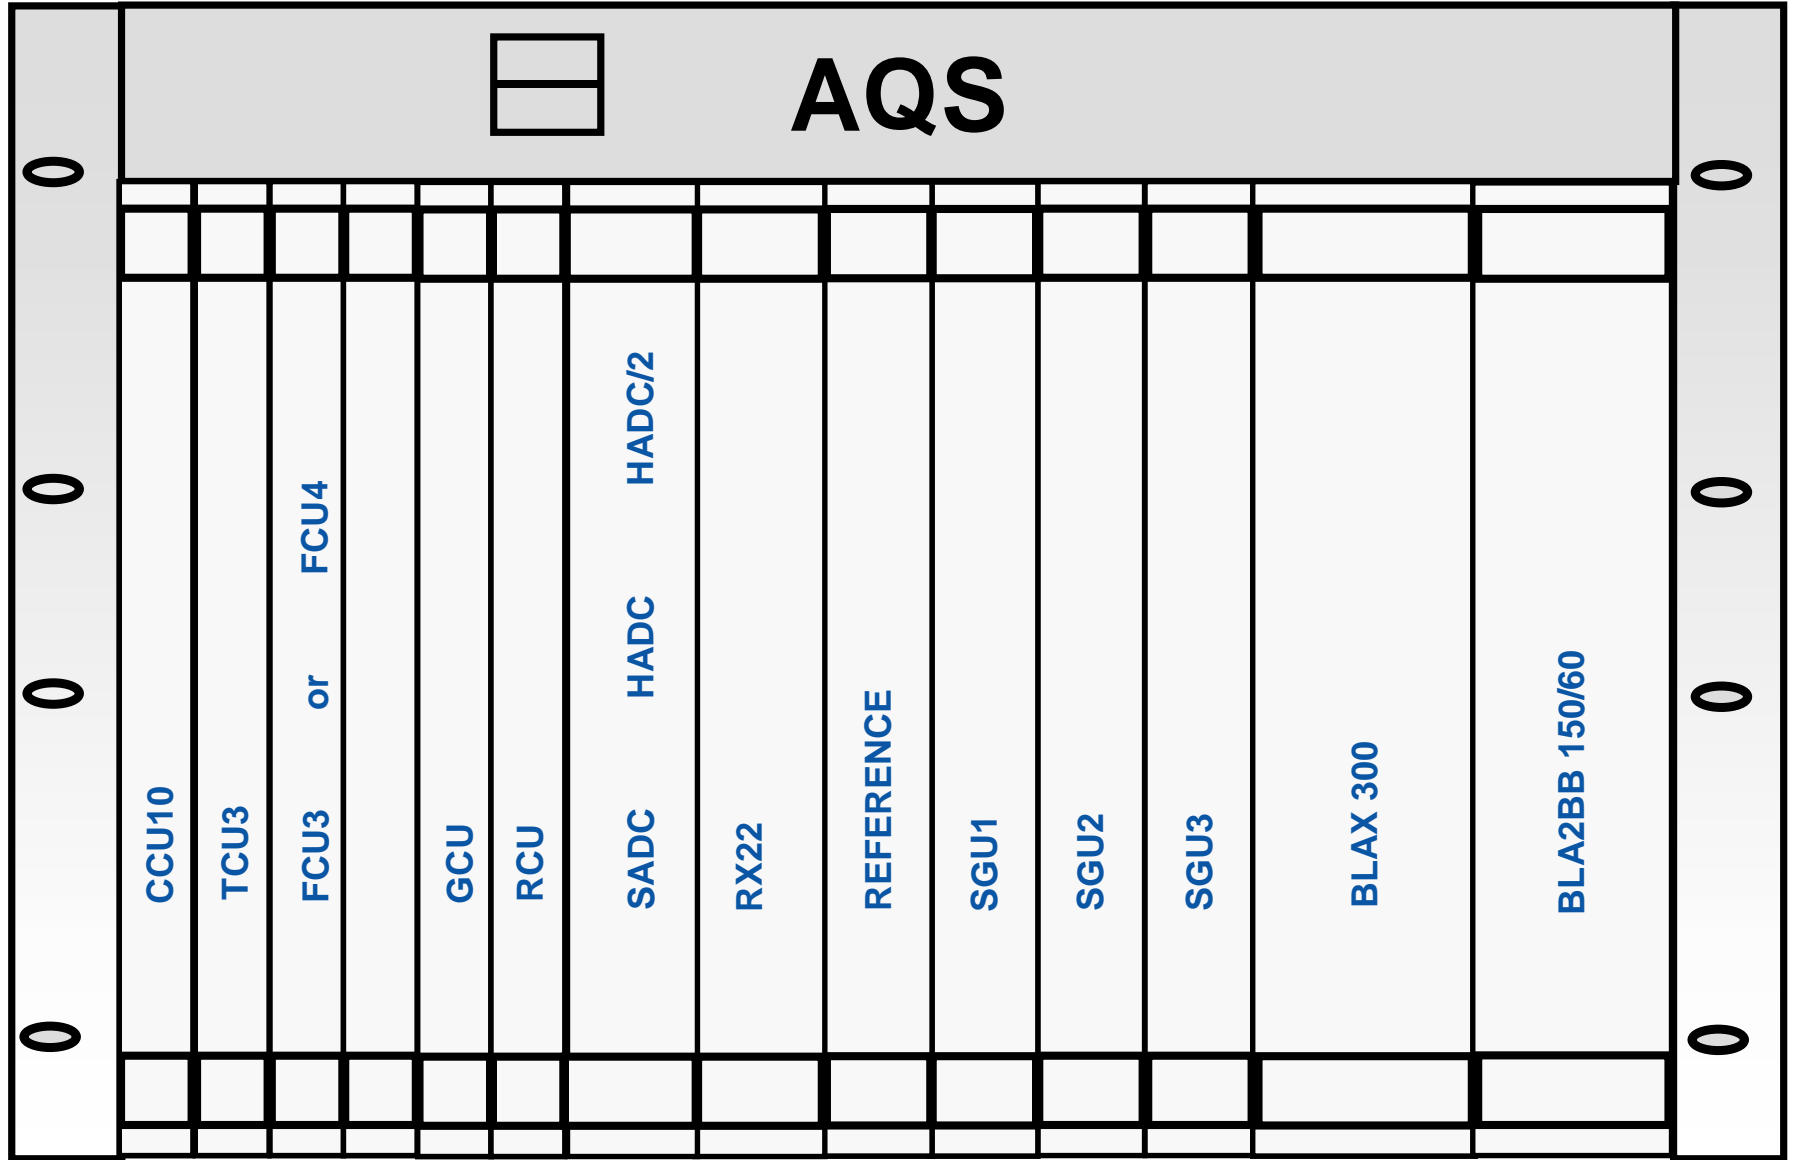 AQS
CCU10
TCU3
FCU3 or FCU4
GCU
RCU
SADC HADC HADC/2
RX22
REFERENCE
SGU1
SGU2
SGU3
BLAX 300
BLA2BB 150/60